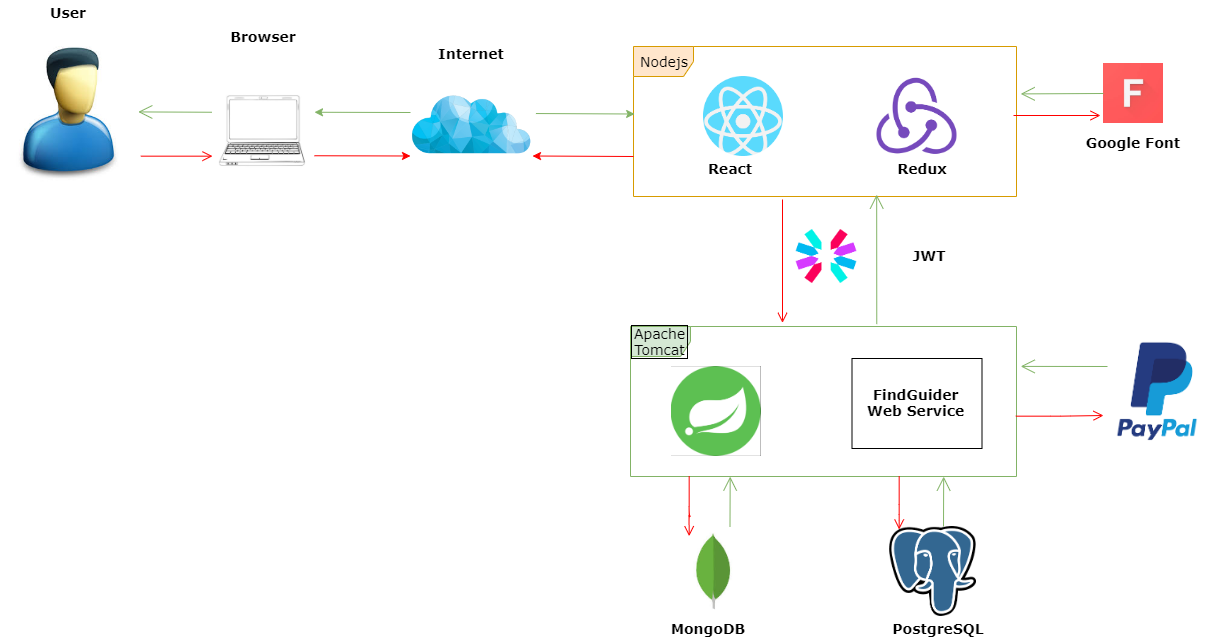 User
Browser
Internet
Nodejs
React
Redux
F
Google Font
JWT
Apache
Tomcat
FindGuider
Web Service
PayPal
MongoDB
PostgreSQL